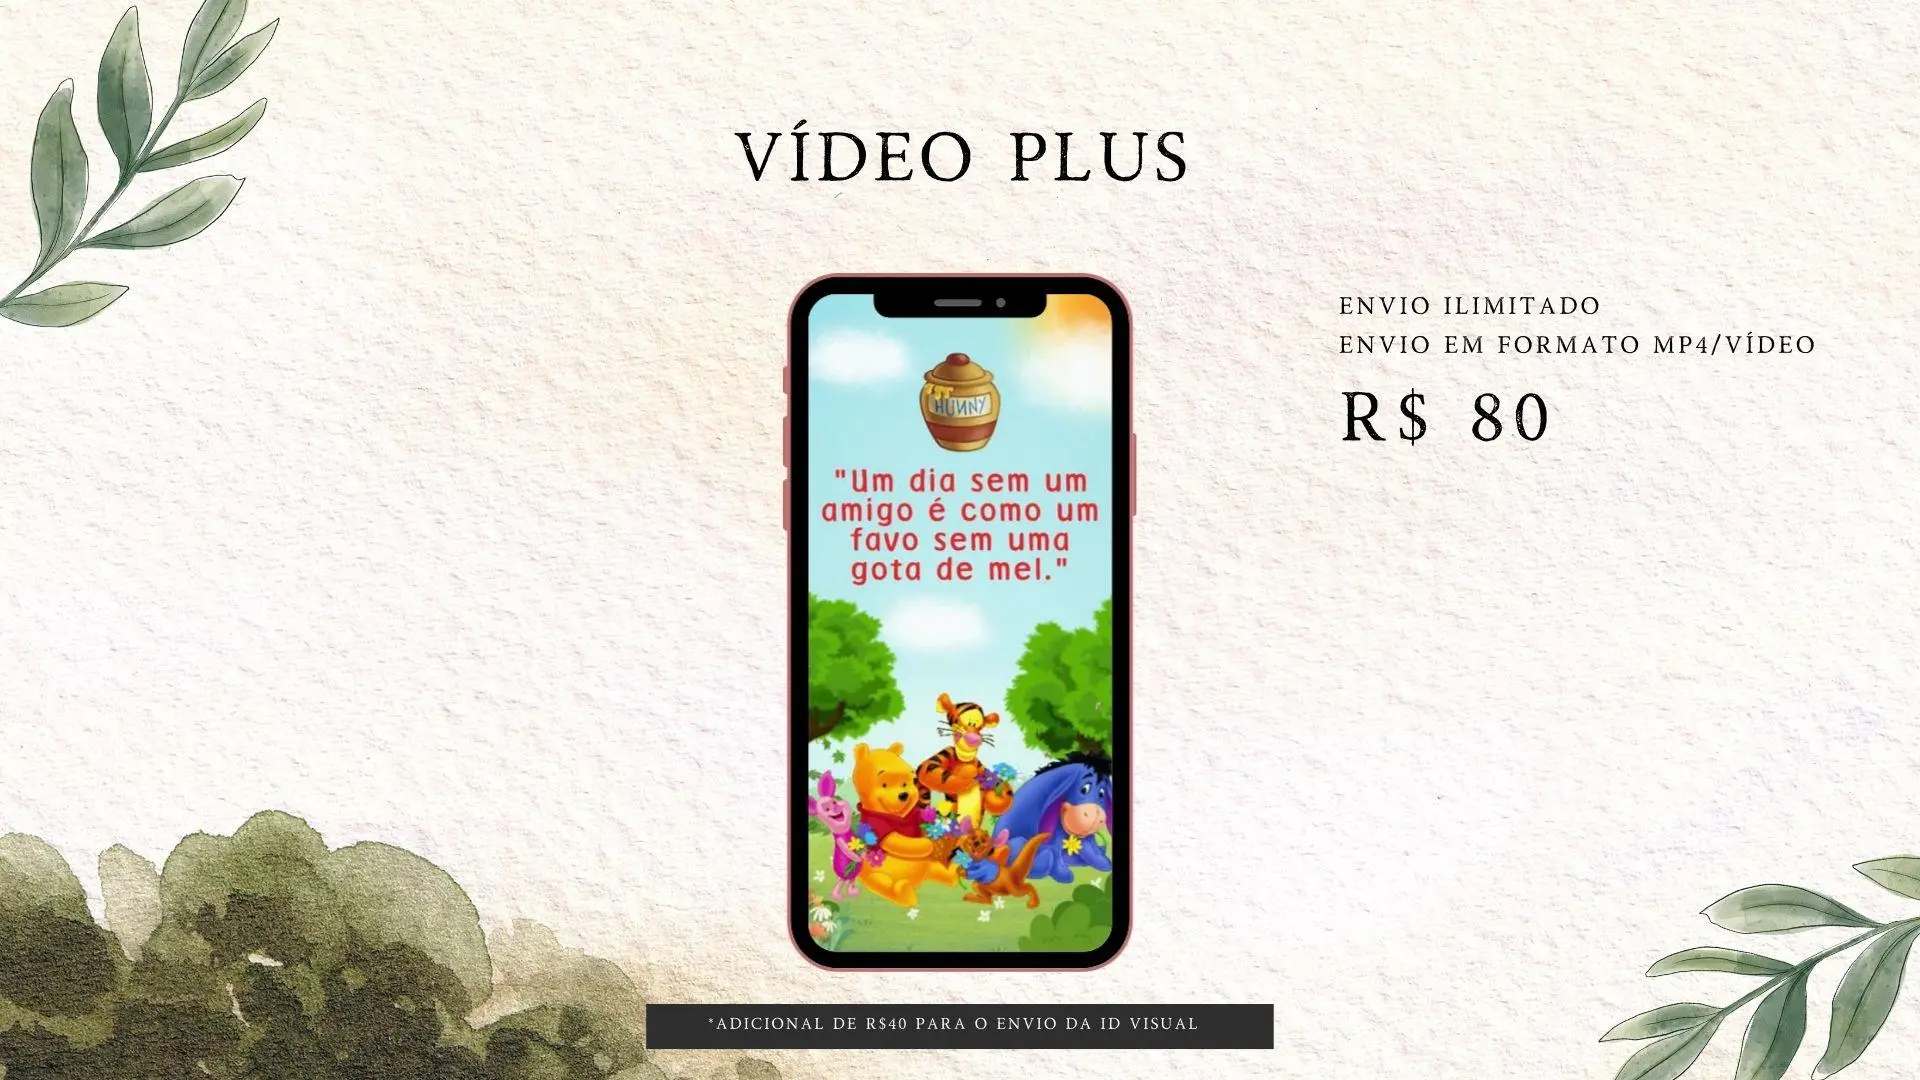 VÍDEO PLUS
ENVIO ILIMITADO
ENVIO EM FORMATO MP4/VÍDEO
R$ 80
HUNNY
"Um dia sem um
amigo é como um
favo sem uma
gota de mel."
*ADICIONAL DE R$40 PARA O ENVIO DA ID VISUAL